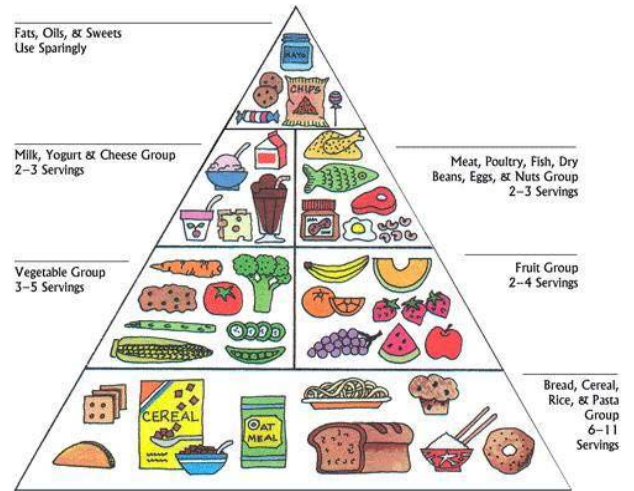 Fats, Oils, & Sweets
Use Sparingly
MAYO
CHIPS
Milk, Yogurt & Cheese Group
2–3 Servings
Meat, Poultry, Fish, Dry
Beans, Eggs, & Nuts Group
2–3 Servings
Vegetable Group
3–5 Servings
Fruit Group
2–4 Servings
Bread, Cereal,
Rice, & Pasta
Group
6–11
Servings
CEREAL
OAT
MEAL